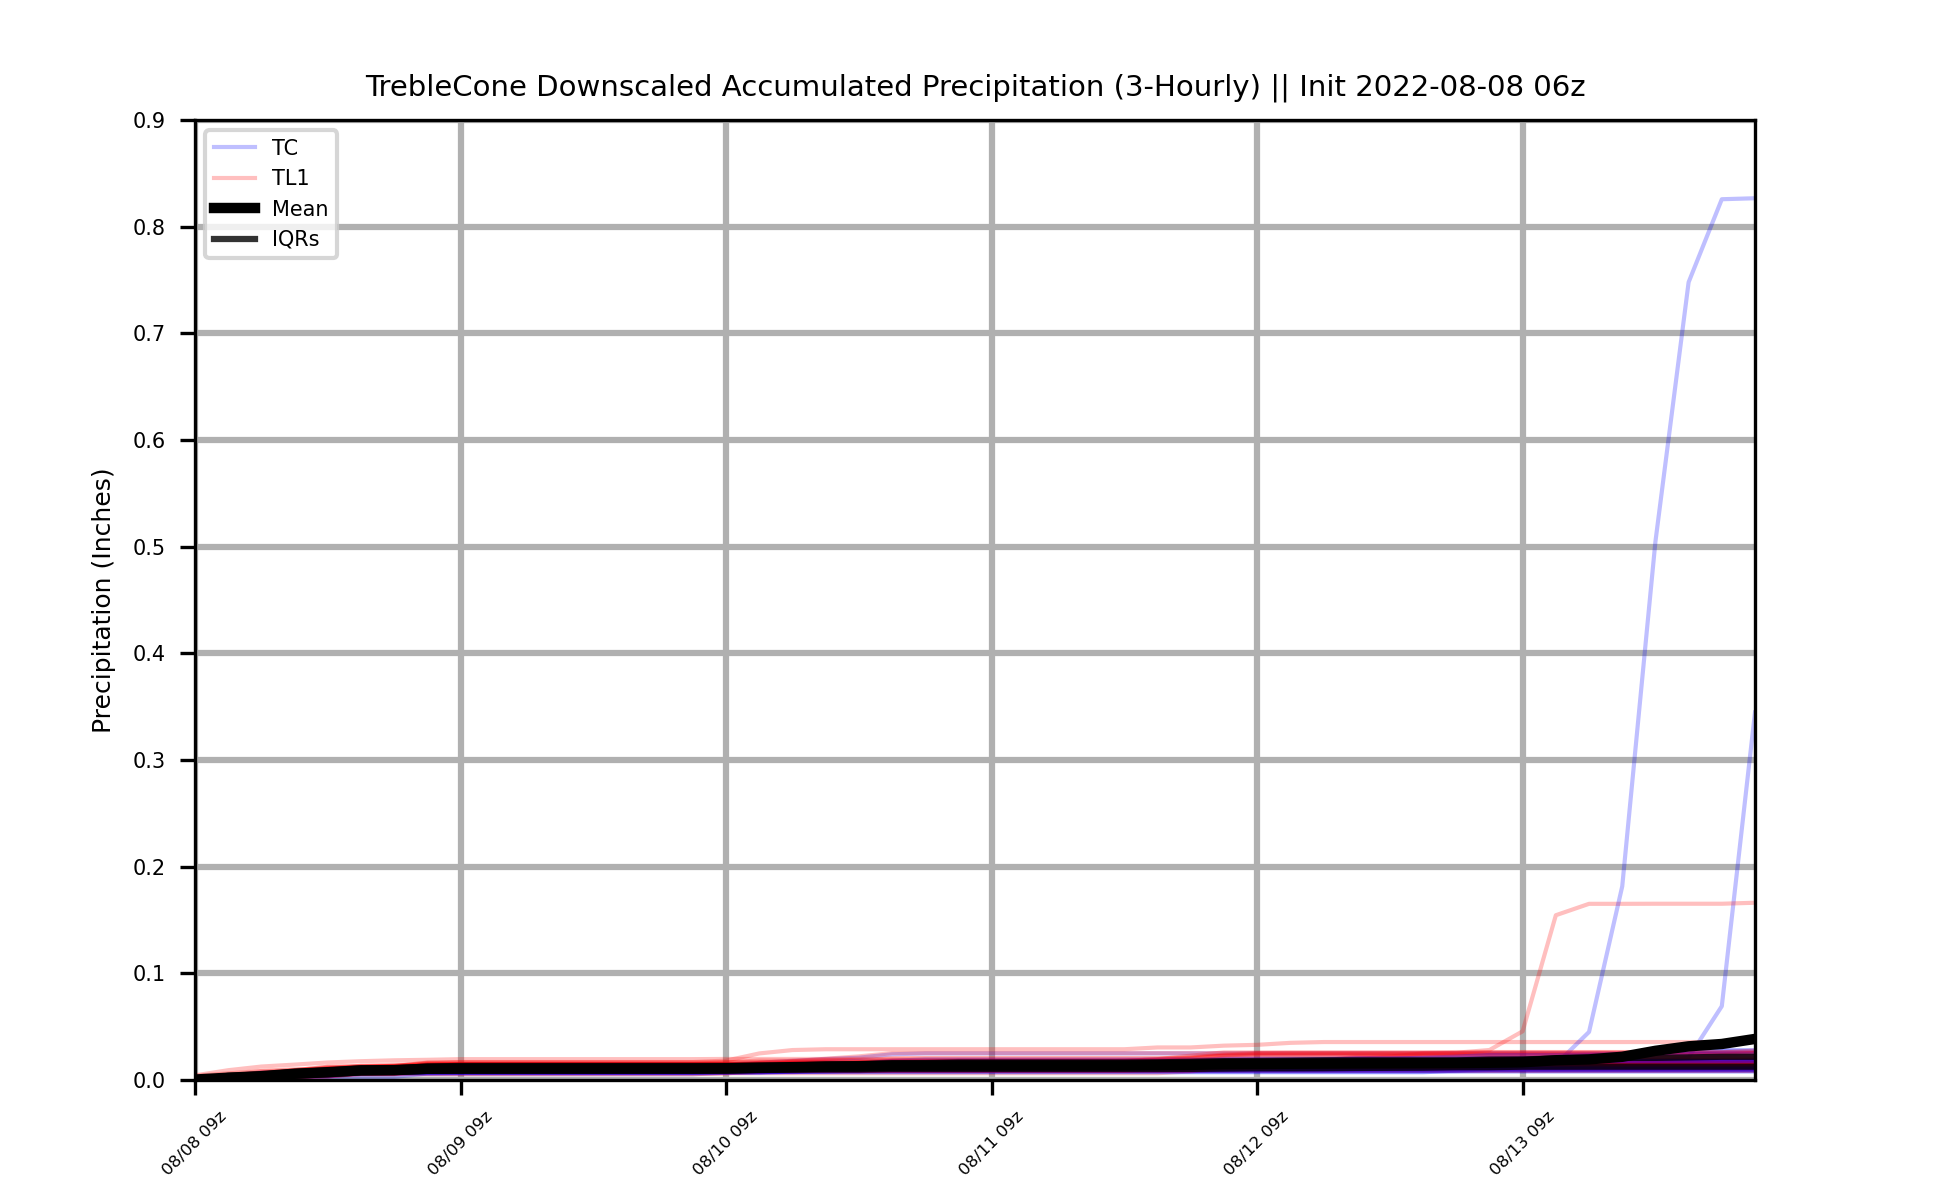 TrebleCone Downscaled Accumulated Precipitation (3-Hourly) || Init 2022-08-08 06z
TC
TL1
Mean
IQRs
Precipitation (Inches)
0.9
0.8
0.7
0.6
0.5
0.4
0.3
0.2
0.1
0.0
08/08 09z
08/09 09z
08/10 09z
08/11 09z
08/12 09z
08/13 09z